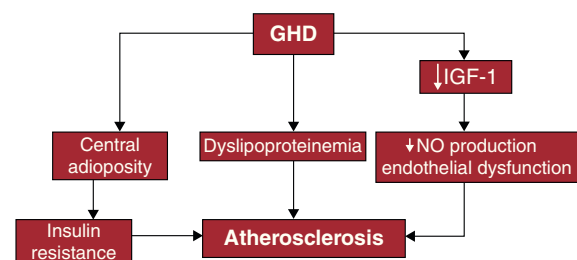 GHD
↓IGF-1
Central
adioposity
Dyslipoproteinemia
↓NO production
endothelial dysfunction
Insulin
resistance
Atherosclerosis